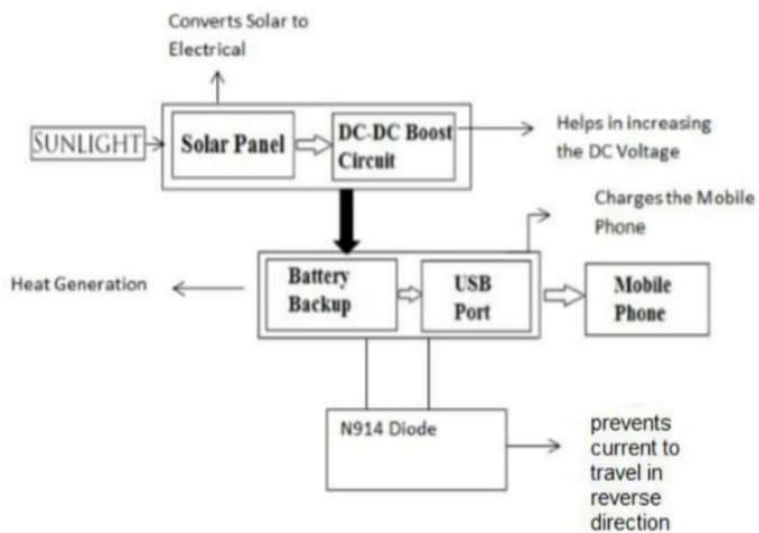 Converts Solar to
Electrical
SUNLIGHT
Solar Panel
DC-DC Boost
Circuit
Helps in increasing
the DC Voltage
Charges the Mobile
Phone
Heat Generation
Battery
Backup
USB
Port
Mobile
Phone
N914 Diode
prevents
current to
travel in
reverse
direction